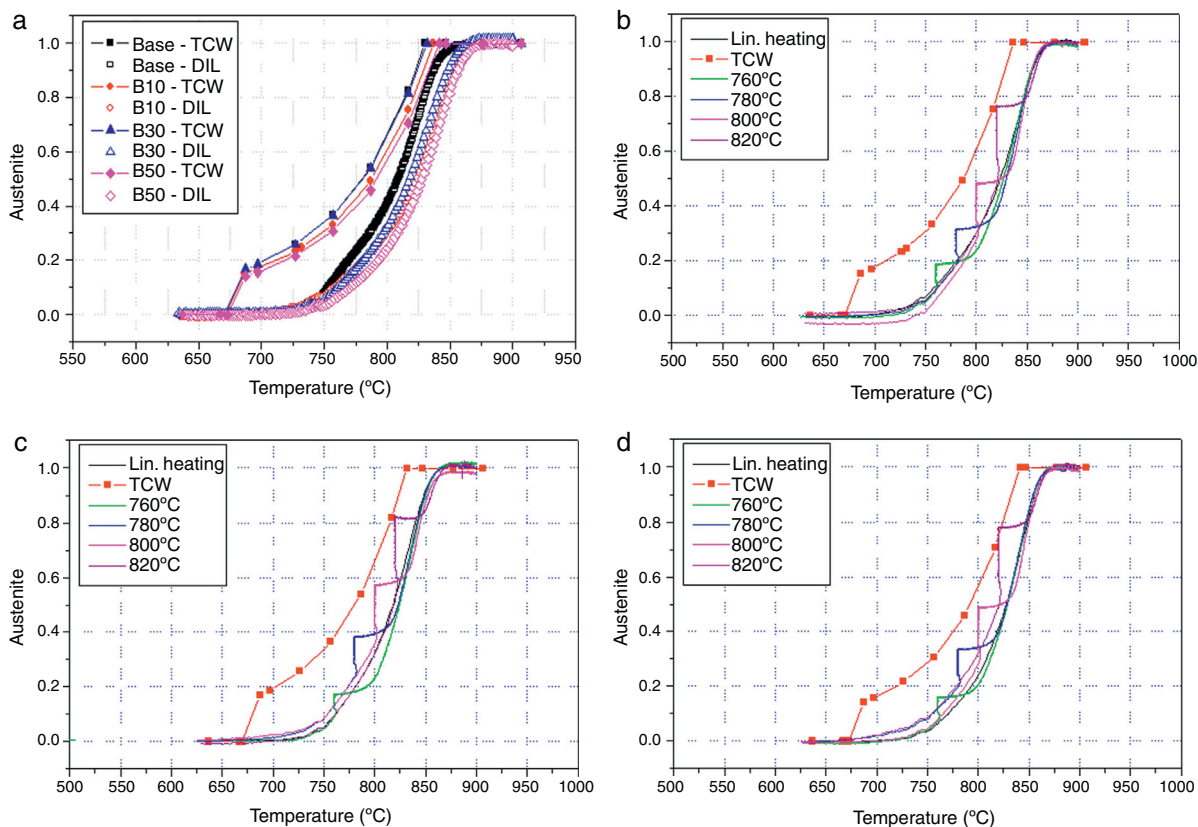 a
Austenite
1.0
0.8
0.6
0.4
0.2
0.0
Base - TCW
Base - DIL
B10 - TCW
B10 - DIL
B30 - TCW
B30 - DIL
B50 - TCW
B50 - DIL
550 600 650 700 750 800 850 900 950
Temperature (ºC)
b
Austenite
1.0
0.8
0.6
0.4
0.2
0.0
Lin. heating
TCW
760ºC
780ºC
800ºC
820ºC
500 550 600 650 700 750 800 850 900 950 1000
Temperature (ºC)
c
Austenite
1.0
0.8
0.6
0.4
0.2
0.0
Lin. heating
TCW
760ºC
780ºC
800ºC
820ºC
500 550 600 650 700 750 800 850 900 950 1000
Temperature (ºC)
d
Austenite
1.0
0.8
0.6
0.4
0.2
0.0
Lin. heating
TCW
760ºC
780ºC
800ºC
820ºC
500 550 600 650 700 750 800 850 900 950 1000
Temperature (ºC)